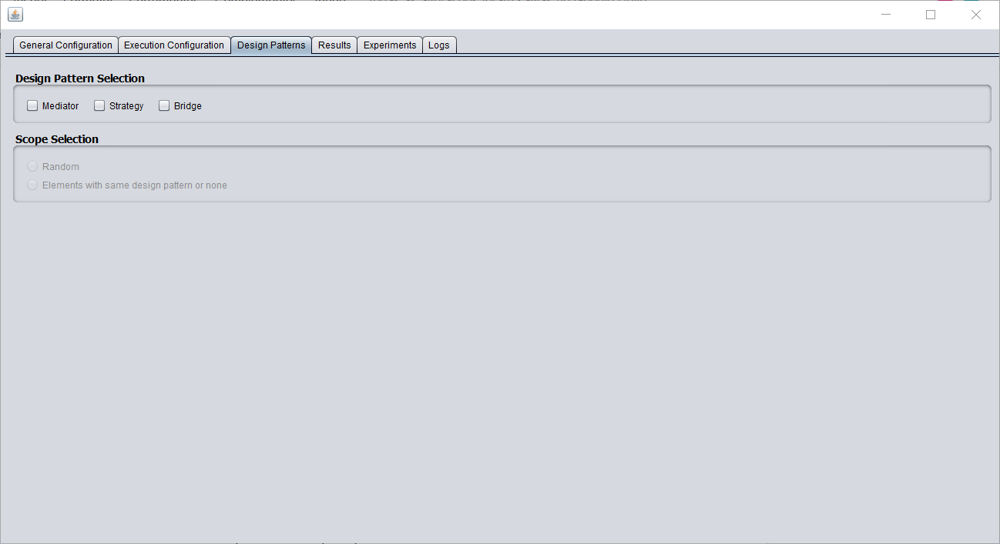 General Configuration Execution Configuration Design Patterns Results Experiments Logs
Design Pattern Selection
Mediator Strategy Bridge
Scope Selection
Random
Elements with same design pattern or none